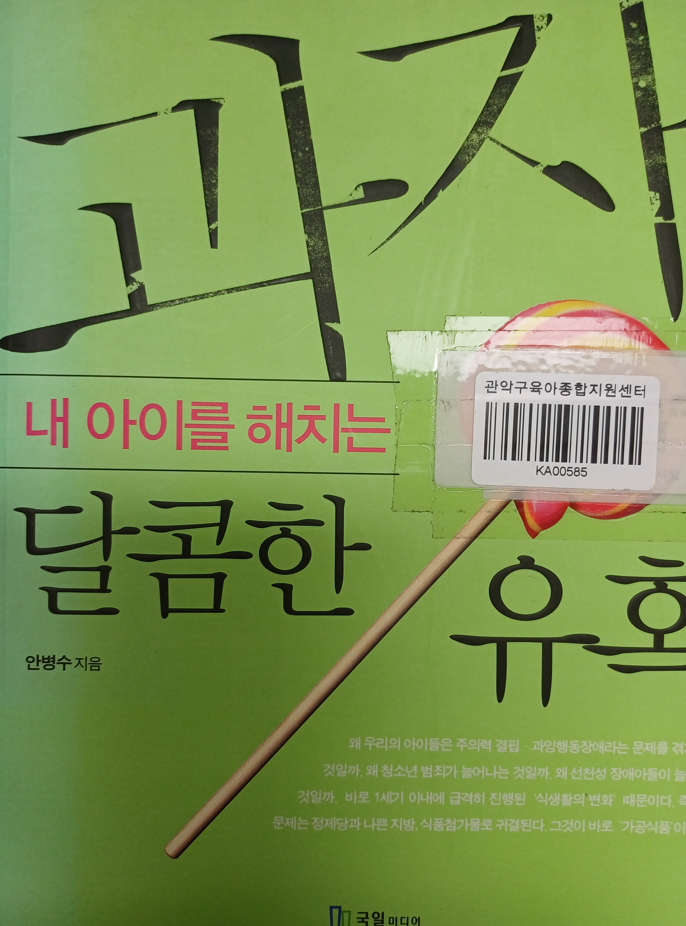 과자
내 아이를 해치는
관악구육아종합지원센터
KA00585
달콤한
유혹
안병수 지음
왜 우리의 아이들은 주의력 결핍 · 과잉행동장애라는 문제를 겪
것일까. 왜 청소년 범죄가 늘어나는 것일까. 왜 선천성 장애아들이 늘
것일까. 바로 1세기 이내에 급격히 진행된 '식생활의 변화' 때문이다.
문제는 정제당과 나쁜 지방, 식품첨가물로 귀결된다. 그것이 바로 '가공식품'이
국일미디어